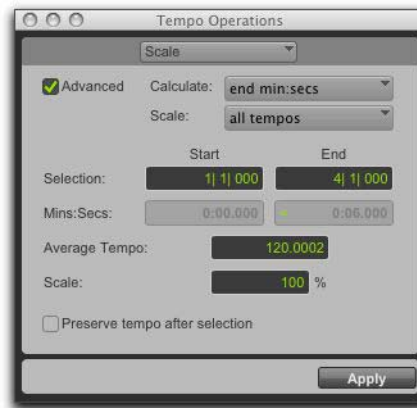 Tempo Operations
Scale
Advanced Calculate: end min:secs
Scale: all tempos
Start End
Selection: 1| 1| 000 4| 1| 000
Mins:Secs: 0:00.000 0:06.000
Average Tempo: 120.0002
Scale: 100 %
Preserve tempo after selection
Apply